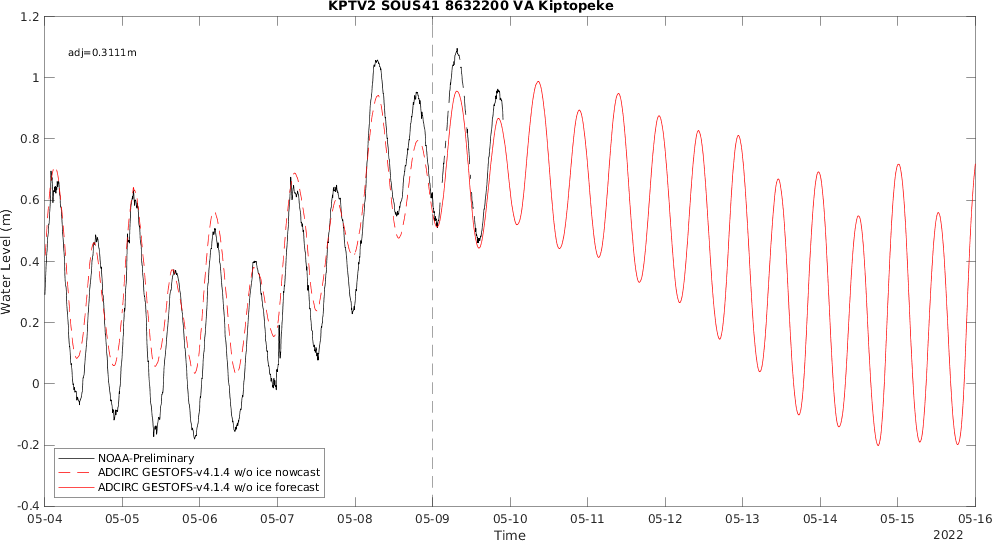 KPTV2 SOUS41 8632200 VA Kiptopeke
adj=0.3111m
1.2
1
0.8
0.6
0.4
0.2
0
-0.2
-0.4
Water Level (m)
NOAA-Preliminary
ADCIRC GESTOFS-v4.1.4 w/o ice nowcast
ADCIRC GESTOFS-v4.1.4 w/o ice forecast
05-04 05-05 05-06 05-07 05-08 05-09 05-10 05-11 05-12 05-13 05-14 05-15 05-16
Time
2022